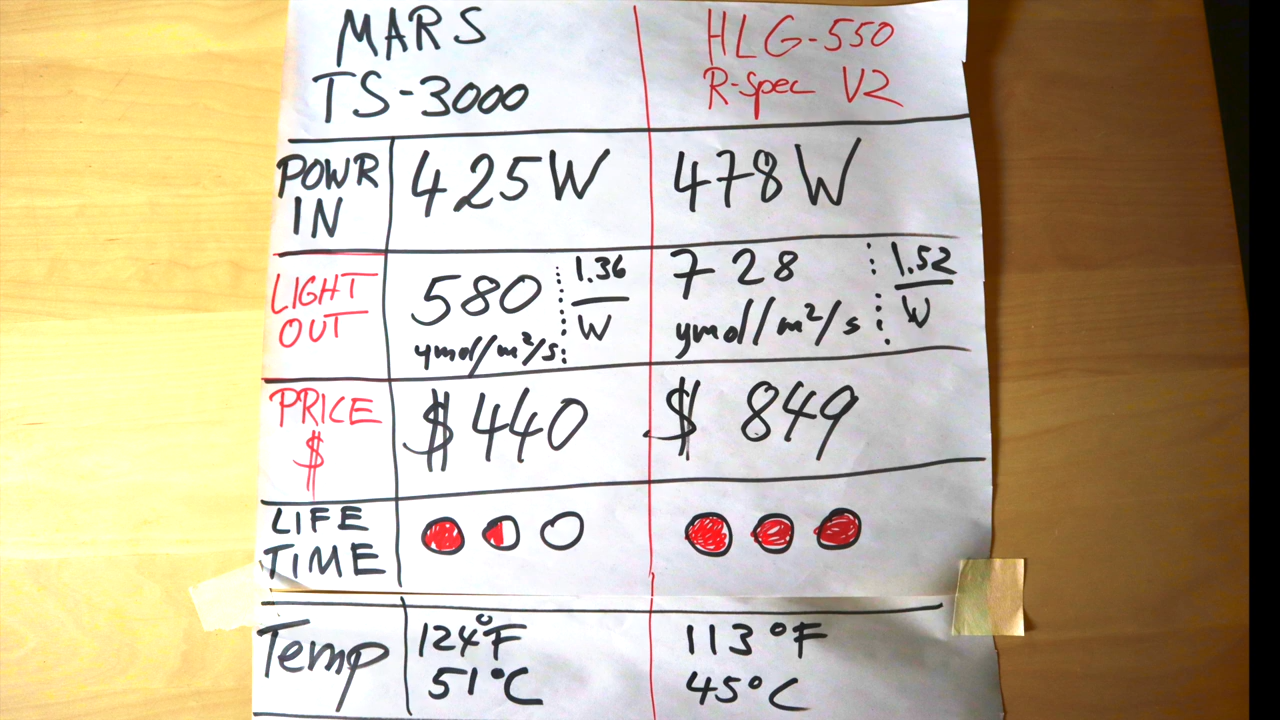 MARS HLG-550
TS-3000 R-Spec V2
POWR IN 425W 478W
LIGHT OUT 580 ymol/m²/s 1.36/W 728 ymol/m²/s 1.52/W
PRICE $ $440 $849
LIFE TIME
Temp 124°F 51°C 113°F 45°C